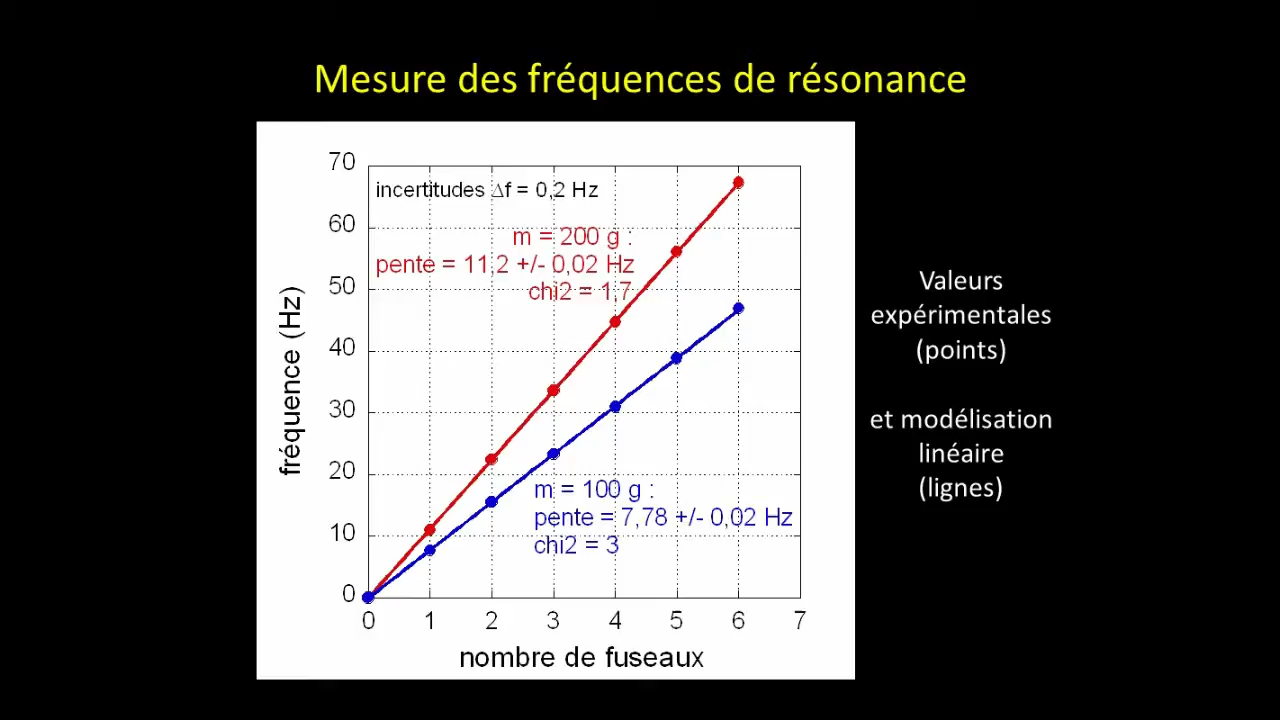 Mesure des fréquences de résonance
70
60
50
40
30
20
10
0
fréquence (Hz)
incertitudes Δf = 0,2 Hz
m = 200 g :
pente = 11,2 +/- 0,02 Hz
chi2 = 1,7
m = 100 g :
pente = 7,78 +/- 0,02 Hz
chi2 = 3
0 1 2 3 4 5 6 7
nombre de fuseaux
Valeurs
expérimentales
(points)
et modélisation
linéaire
(lignes)